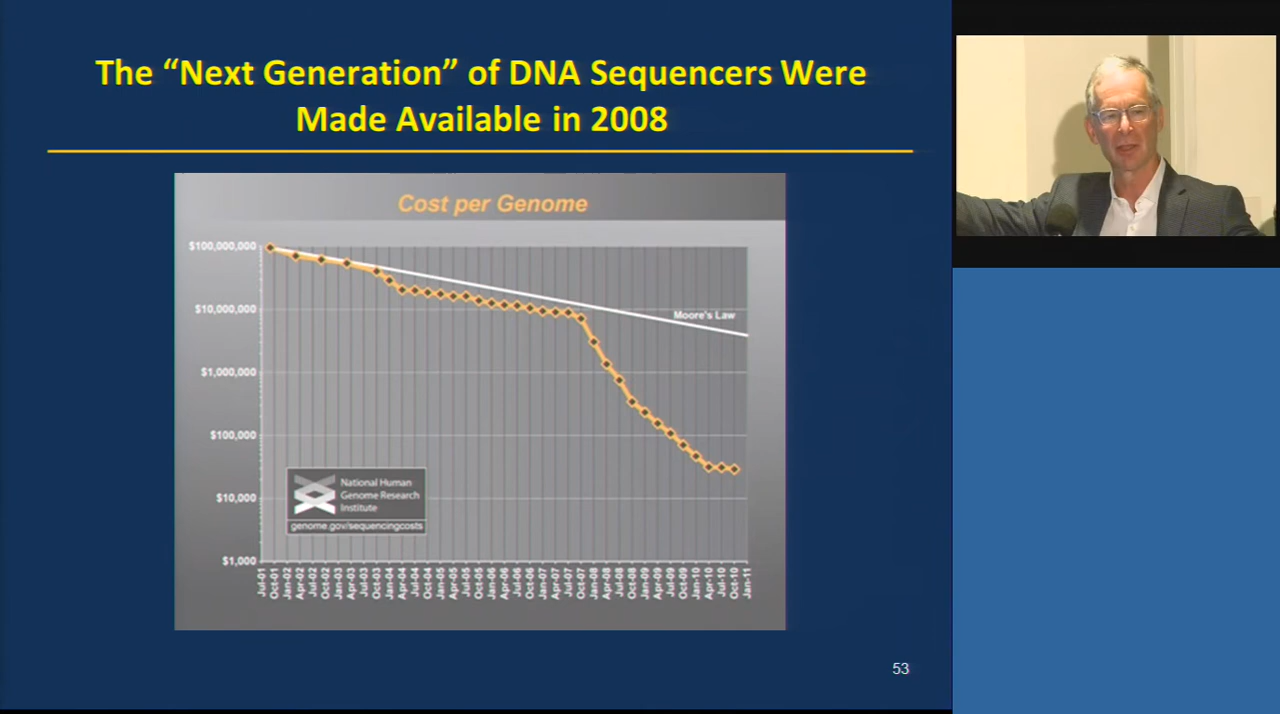 The “Next Generation” of DNA Sequencers Were
Made Available in 2008
Cost per Genome
$100,000,000
$10,000,000
$1,000,000
$100,000
$10,000
$1,000
Moore's Law
National Human
Genome Research
Institute
genome.gov/sequencingcosts
Jul-01
Oct-01
Jan-02
Apr-02
Jul-02
Oct-02
Jan-03
Apr-03
Jul-03
Oct-03
Jan-04
Apr-04
Jul-04
Oct-04
Jan-05
Apr-05
Jul-05
Oct-05
Jan-06
Apr-06
Jul-06
Oct-06
Jan-07
Apr-07
Jul-07
Oct-07
Jan-08
Apr-08
Jul-08
Oct-08
Jan-09
Apr-09
Jul-09
Oct-09
Jan-10
Apr-10
Jul-10
Oct-10
Jan-11
53